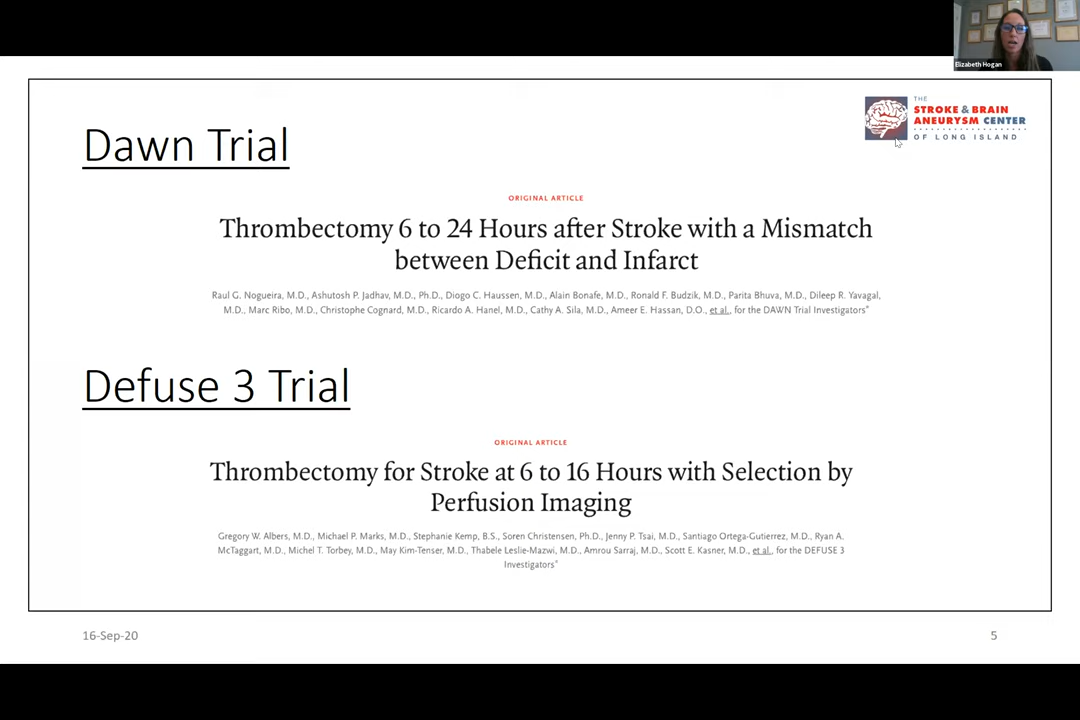 Elizabeth Hogan
THE
STROKE & BRAIN
ANEURYSM CENTER
OF LONG ISLAND
Dawn Trial
ORIGINAL ARTICLE
Thrombectomy 6 to 24 Hours after Stroke with a Mismatch
between Deficit and Infarct
Raul G. Nogueira, M.D., Ashutosh P. Jadhav, M.D., Ph.D., Diogo C. Haussen, M.D., Alain Bonafe, M.D., Ronald F. Budzik, M.D., Parita Bhuva, M.D., Dileep R. Yavagal,
M.D., Marc Ribo, M.D., Christophe Cognard, M.D., Ricardo A. Hanel, M.D., Cathy A. Sila, M.D., Ameer E. Hassan, D.O., et al., for the DAWN Trial Investigators*
Defuse 3 Trial
ORIGINAL ARTICLE
Thrombectomy for Stroke at 6 to 16 Hours with Selection by
Perfusion Imaging
Gregory W. Albers, M.D., Michael P. Marks, M.D., Stephanie Kemp, B.S., Soren Christensen, Ph.D., Jenny P. Tsai, M.D., Santiago Ortega-Gutierrez, M.D., Ryan A.
McTaggart, M.D., Michel T. Torbey, M.D., May Kim-Tenser, M.D., Thabele Leslie-Mazwi, M.D., Amrou Sarraj, M.D., Scott E. Kasner, M.D., et al., for the DEFUSE 3
Investigators*
16-Sep-20
5